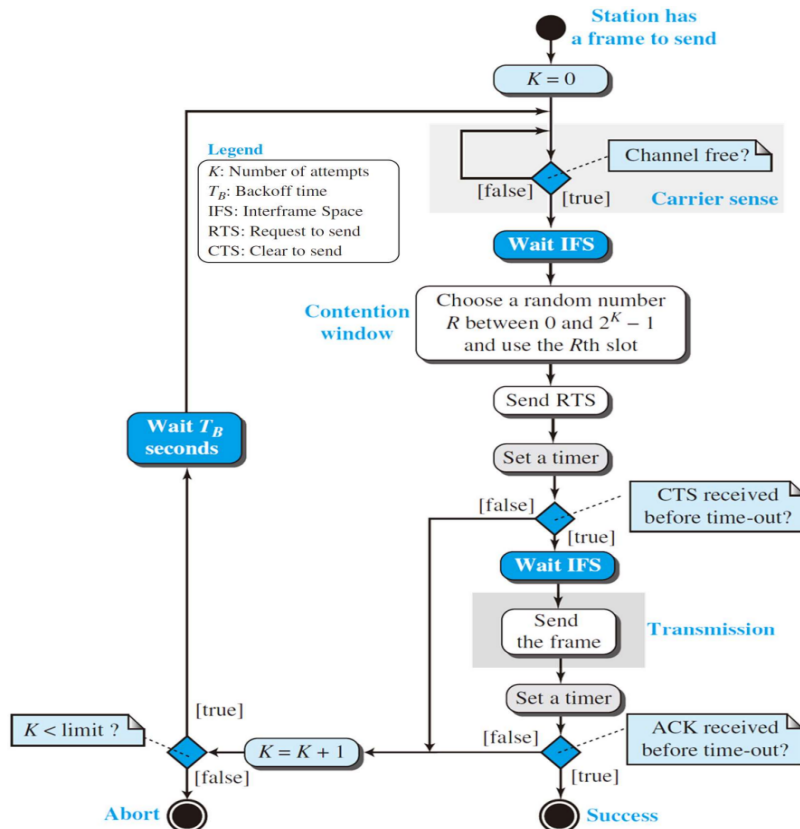 Station has
a frame to send
K = 0
Legend
K: Number of attempts
T_B: Backoff time
IFS: Interframe Space
RTS: Request to send
CTS: Clear to send
Channel free?
[false]
[true]
Carrier sense
Wait IFS
Contention
window
Choose a random number
R between 0 and 2^K − 1
and use the Rth slot
Send RTS
Wait T_B
seconds
Set a timer
[false]
CTS received
before time-out?
[true]
Wait IFS
Send
the frame
Transmission
Set a timer
[true]
K < limit ?
K = K + 1
[false]
ACK received
before time-out?
[false]
[true]
Abort
Success